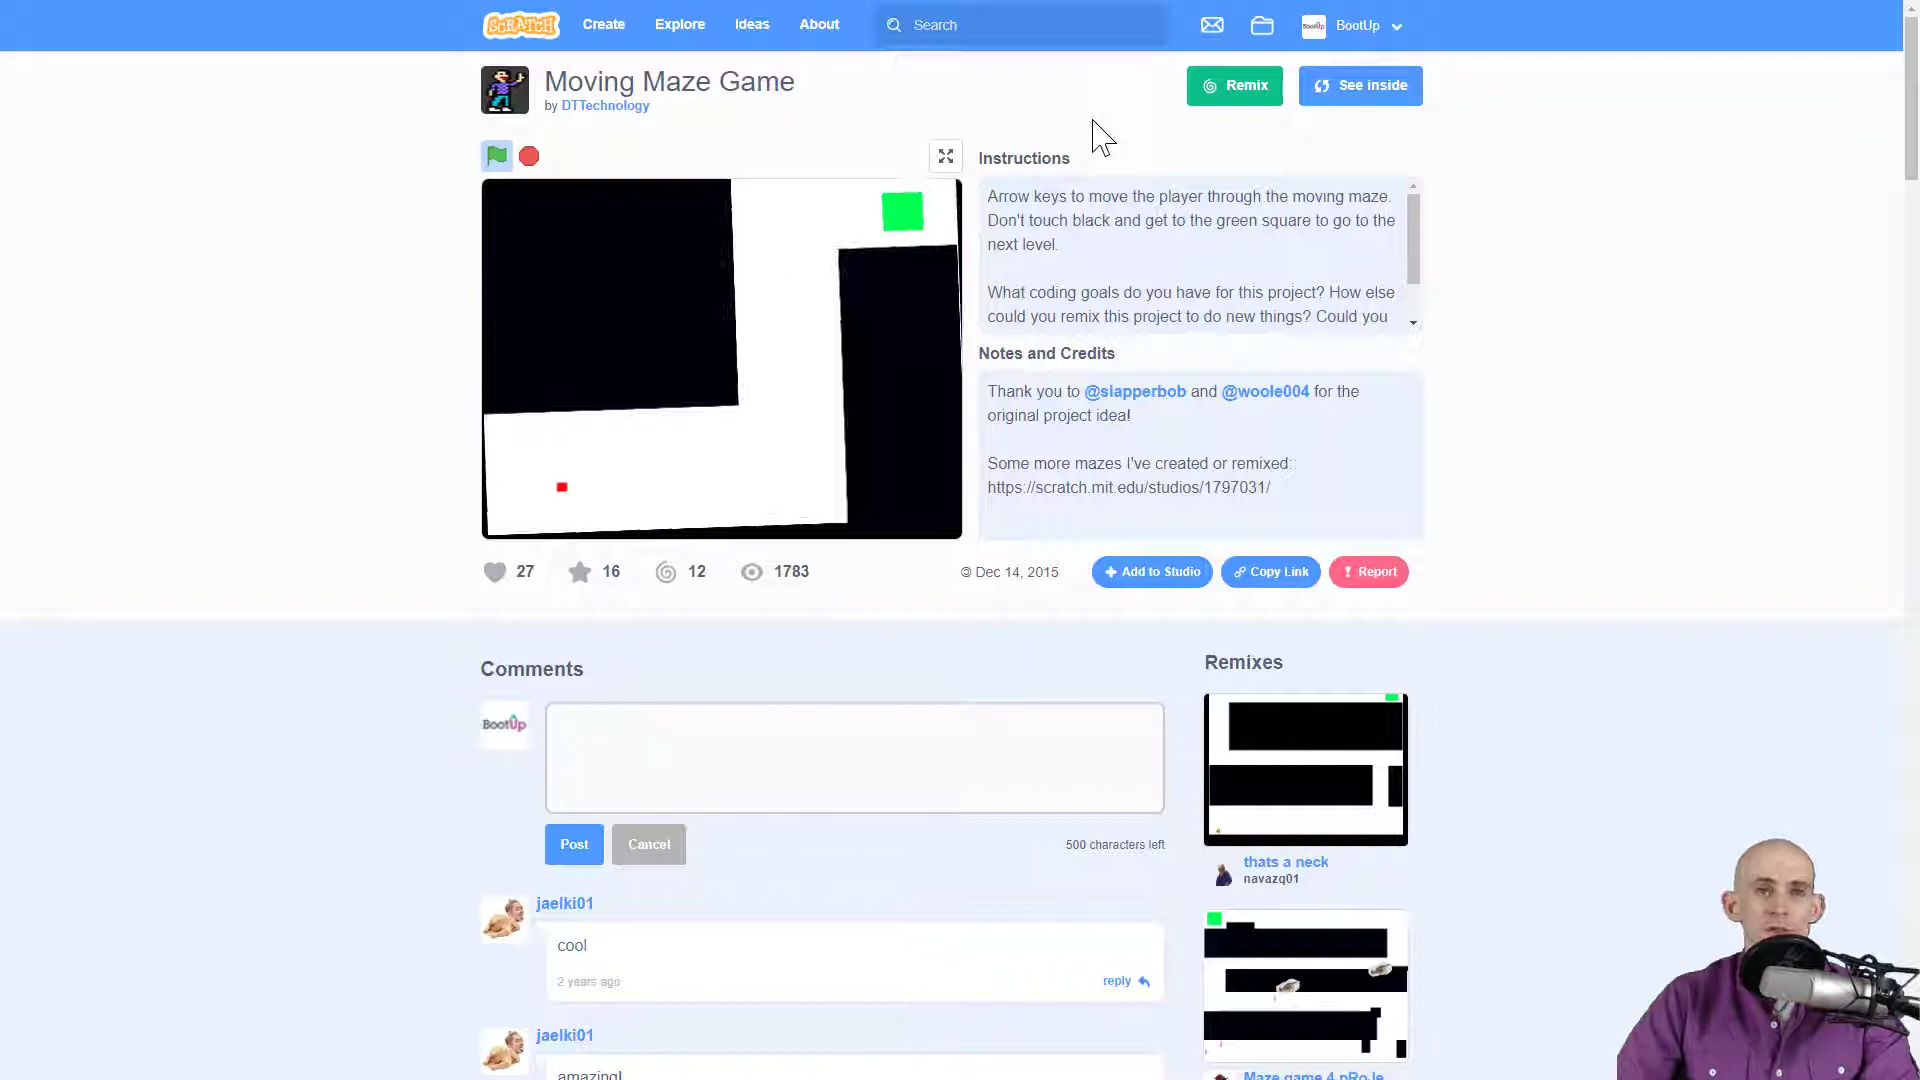 SCRATCH Create Explore Ideas About Search BootUp BootUp
Moving Maze Game
by DTTechnology
Remix
See inside
Instructions
Arrow keys to move the player through the moving maze.
Don't touch black and get to the green square to go to the
next level.
What coding goals do you have for this project? How else
could you remix this project to do new things? Could you
Notes and Credits
Thank you to @slapperbob and @woole004 for the
original project idea!
Some more mazes I've created or remixed:
https://scratch.mit.edu/studios/1797031/
27 16 12 1783
© Dec 14, 2015
Add to Studio
Copy Link
Report
Comments
BootUp
Post
Cancel
500 characters left
jaelki01
cool
2 years ago
reply
jaelki01
amazing!
Remixes
thats a neck
navazq01
Maze game 4 pRoJe